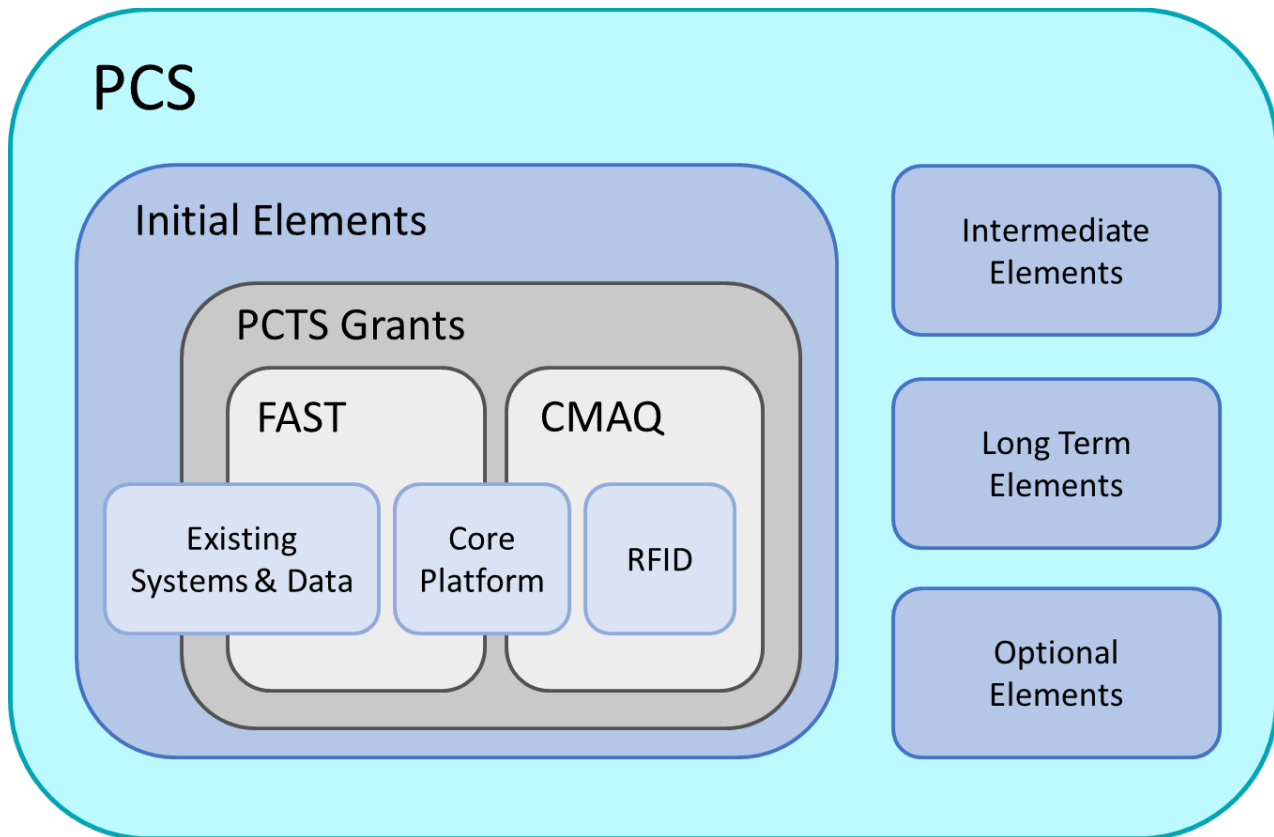 PCS
Initial Elements
PCTS Grants
FAST
CMAQ
Existing
Systems & Data
Core
Platform
RFID
Intermediate
Elements
Long Term
Elements
Optional
Elements